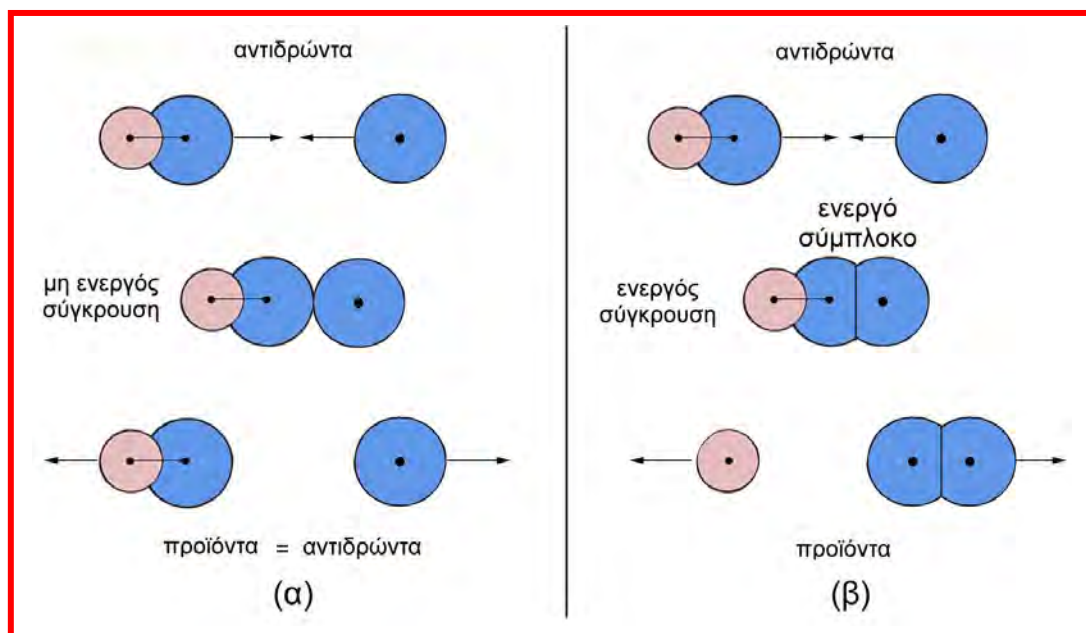 αντιδρώντα
μη ενεργός
σύγκρουση
προϊόντα = αντιδρώντα
(α)
αντιδρώντα
ενεργό
σύμπλοκο
ενεργός
σύγκρουση
προϊόντα
(β)